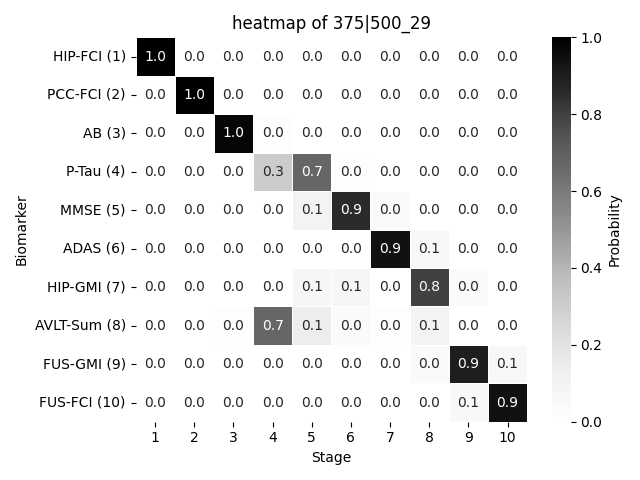 heatmap of 375|500_29
HIP-FCI (1) 1.0 0.0 0.0 0.0 0.0 0.0 0.0 0.0 0.0 0.0
PCC-FCI (2) 0.0 1.0 0.0 0.0 0.0 0.0 0.0 0.0 0.0 0.0
AB (3) 0.0 0.0 1.0 0.0 0.0 0.0 0.0 0.0 0.0 0.0
P-Tau (4) 0.0 0.0 0.0 0.3 0.7 0.0 0.0 0.0 0.0 0.0
MMSE (5) 0.0 0.0 0.0 0.0 0.1 0.9 0.0 0.0 0.0 0.0
ADAS (6) 0.0 0.0 0.0 0.0 0.0 0.0 0.9 0.1 0.0 0.0
HIP-GMI (7) 0.0 0.0 0.0 0.0 0.1 0.1 0.0 0.8 0.0 0.0
AVLT-Sum (8) 0.0 0.0 0.0 0.7 0.1 0.0 0.0 0.1 0.0 0.0
FUS-GMI (9) 0.0 0.0 0.0 0.0 0.0 0.0 0.0 0.0 0.9 0.1
FUS-FCI (10) 0.0 0.0 0.0 0.0 0.0 0.0 0.0 0.0 0.1 0.9
1 2 3 4 5 6 7 8 9 10
Stage
Biomarker
1.0
0.8
0.6
0.4
0.2
0.0
Probability